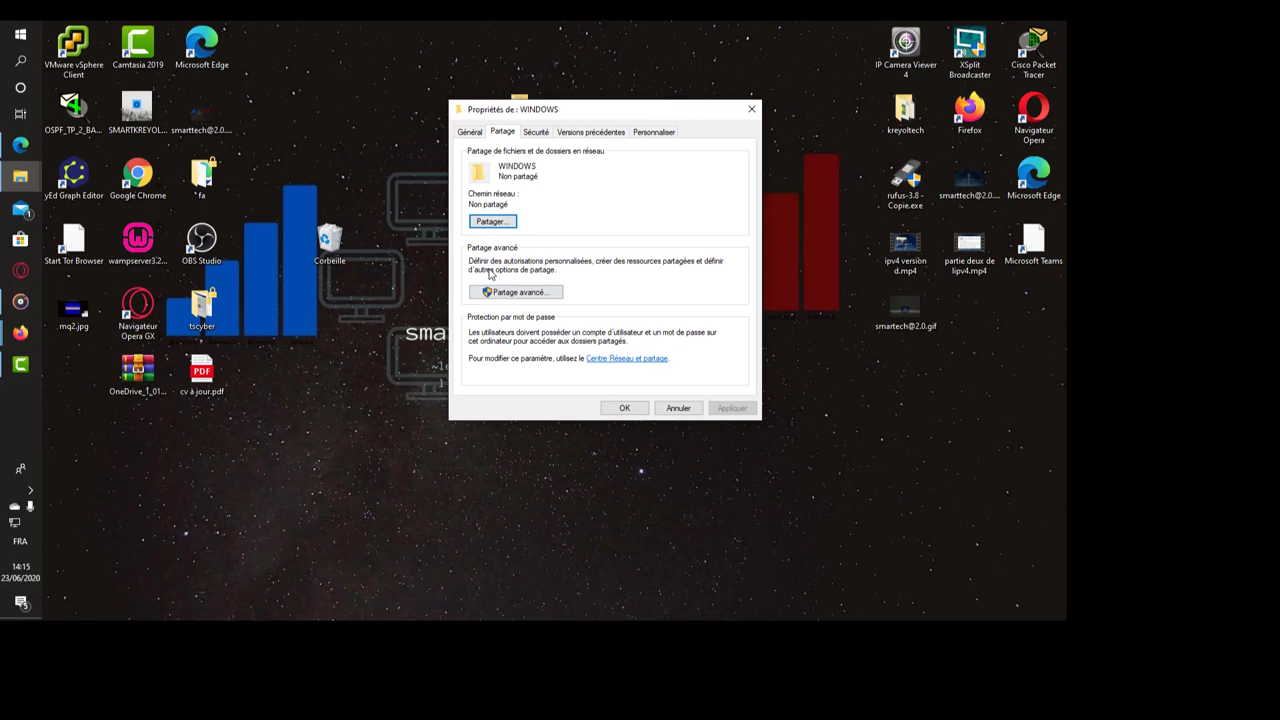 VMware vSphere
Client
Camtasia 2019
Microsoft Edge
OSPF_TP_2_BA...
SMARTKREYOL...
smarttech@2.0....
yEd Graph Editor
Google Chrome
fa
Start Tor Browser
wampserver3.2...
OBS Studio
Corbeille
mq2.jpg
Navigateur
Opera GX
tscyber
OneDrive_1_01...
PDF
cv à jour.pdf
Propriétés de : WINDOWS
Général
Partage
Sécurité
Versions précédentes
Personnaliser
Partage de fichiers et de dossiers en réseau
WINDOWS
Non partagé
Chemin réseau :
Non partagé
Partager...
Partage avancé
Définir des autorisations personnalisées, créer des ressources partagées et définir
d'autres options de partage.
Partage avancé...
Protection par mot de passe
Les utilisateurs doivent posséder un compte d'utilisateur et un mot de passe sur
cet ordinateur pour accéder aux dossiers partagés.
Pour modifier ce paramètre, utilisez le Centre Réseau et partage.
OK
Annuler
Appliquer
IP Camera Viewer
4
XSplit
Broadcaster
Cisco Packet
Tracer
kreyoltech
Firefox
Navigateur
Opera
rufus-3.8 -
Copie.exe
smarttech@2.0....
Microsoft Edge
ipv4 version
d.mp4
partie deux de
lipv4.mp4
Microsoft Teams
smartech@2.0.gif
FRA
14:15
23/06/2020